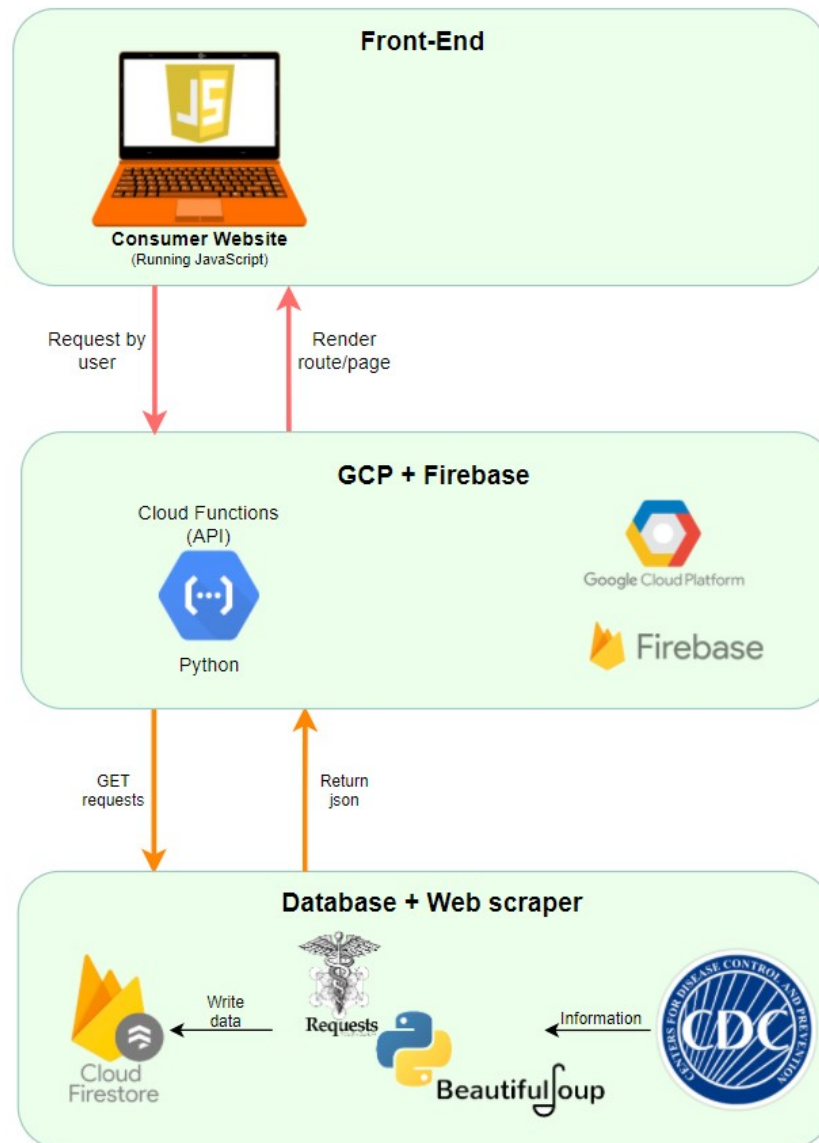 Front-End
JS
Consumer Website
(Running JavaScript)
Request by
user
Render
route/page
GCP + Firebase
Cloud Functions
(API)
Python
Google Cloud Platform
Firebase
GET
requests
Return
json
Database + Web scraper
Write
data
Requests
Information
Cloud
Firestore
BeautifulSoup
CENTERS FOR DISEASE CONTROL AND PREVENTION
CDC